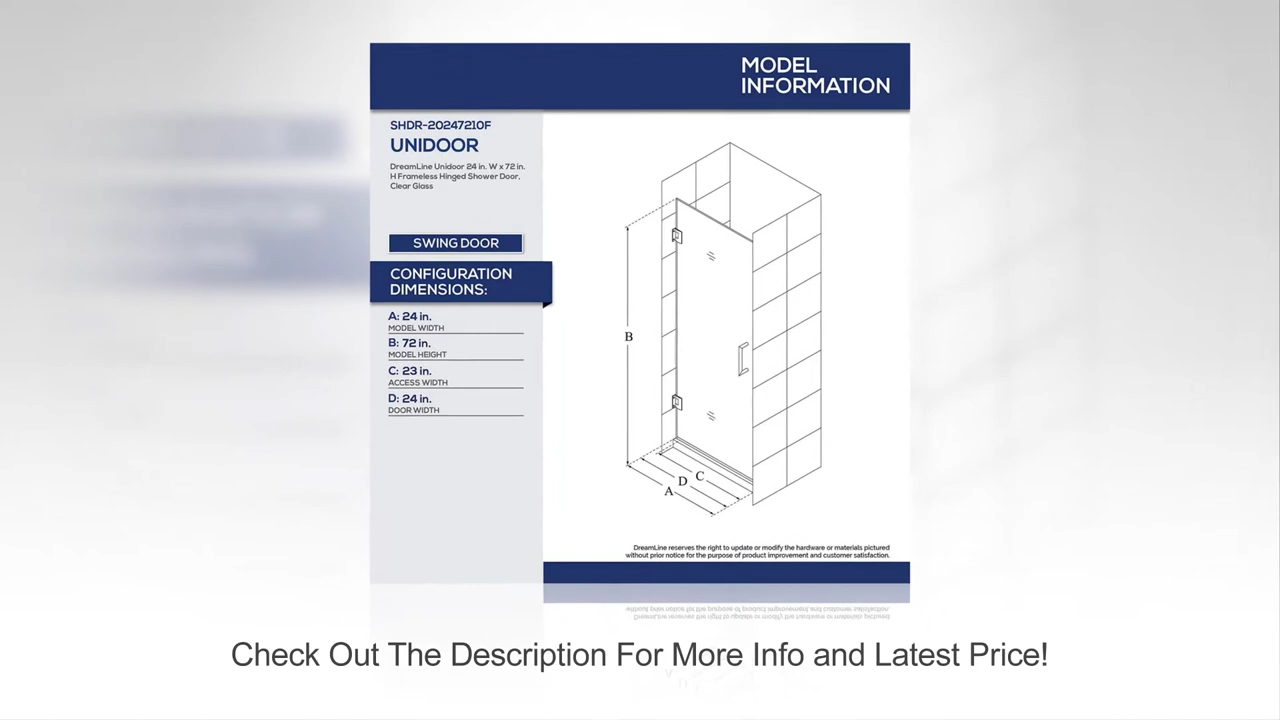 MODEL
INFORMATION
SHDR-20247210F
UNIDOOR
DreamLine Unidoor 24 in. W x 72 in.
H Frameless Hinged Shower Door,
Clear Glass
SWING DOOR
CONFIGURATION
DIMENSIONS:
A: 24 in.
MODEL WIDTH
B: 72 in.
MODEL HEIGHT
C: 23 in.
ACCESS WIDTH
D: 24 in.
DOOR WIDTH
B
C
D
A
DreamLine reserves the right to update or modify the hardware or materials pictured
without prior notice for the purpose of product improvement and customer satisfaction.
Check Out The Description For More Info and Latest Price!